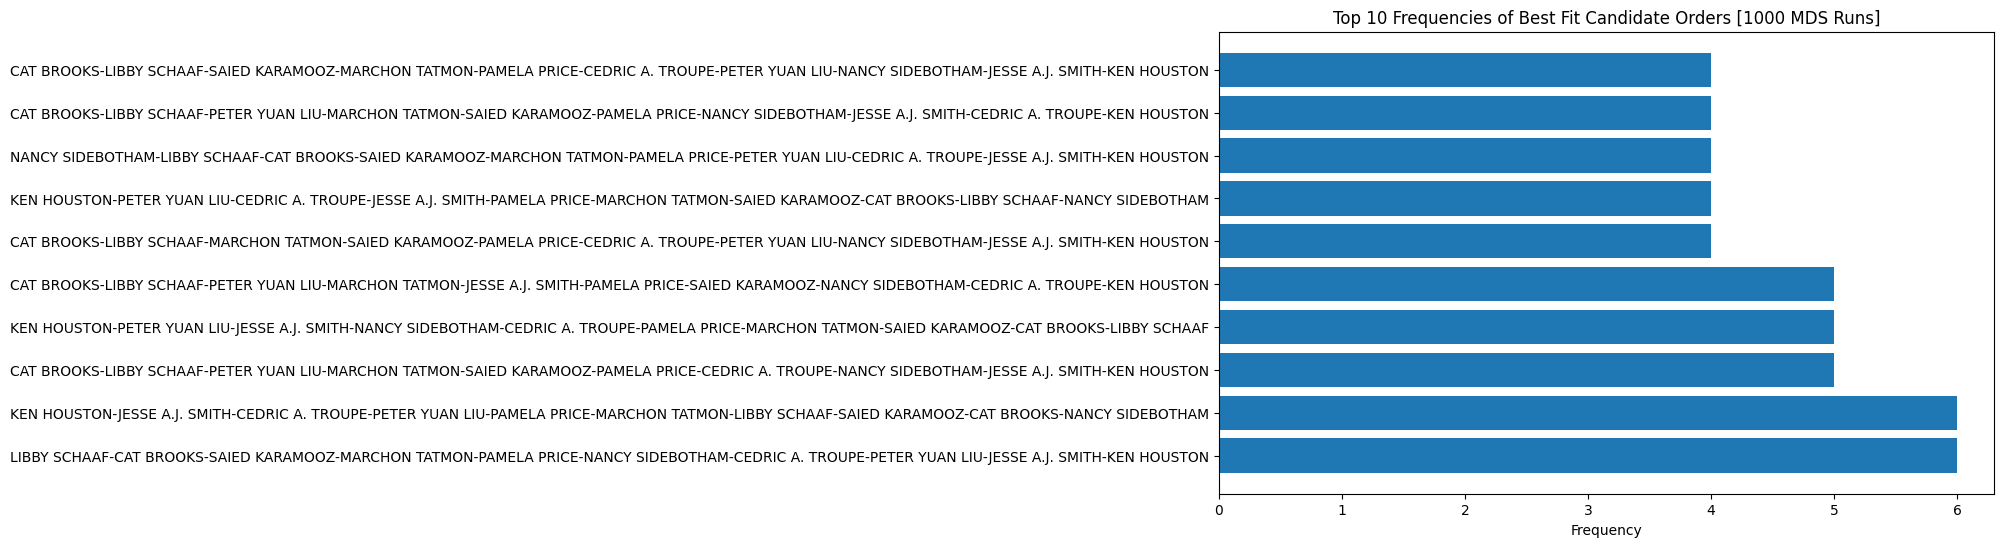 Top 10 Frequencies of Best Fit Candidate Orders [1000 MDS Runs]
CAT BROOKS-LIBBY SCHAAF-SAIED KARAMOOZ-MARCHON TATMON-PAMELA PRICE-CEDRIC A. TROUPE-PETER YUAN LIU-NANCY SIDEBOTHAM-JESSE A.J. SMITH-KEN HOUSTON
CAT BROOKS-LIBBY SCHAAF-PETER YUAN LIU-MARCHON TATMON-SAIED KARAMOOZ-PAMELA PRICE-NANCY SIDEBOTHAM-JESSE A.J. SMITH-CEDRIC A. TROUPE-KEN HOUSTON
NANCY SIDEBOTHAM-LIBBY SCHAAF-CAT BROOKS-SAIED KARAMOOZ-MARCHON TATMON-PAMELA PRICE-PETER YUAN LIU-CEDRIC A. TROUPE-JESSE A.J. SMITH-KEN HOUSTON
KEN HOUSTON-PETER YUAN LIU-CEDRIC A. TROUPE-JESSE A.J. SMITH-PAMELA PRICE-MARCHON TATMON-SAIED KARAMOOZ-CAT BROOKS-LIBBY SCHAAF-NANCY SIDEBOTHAM
CAT BROOKS-LIBBY SCHAAF-MARCHON TATMON-SAIED KARAMOOZ-PAMELA PRICE-CEDRIC A. TROUPE-PETER YUAN LIU-NANCY SIDEBOTHAM-JESSE A.J. SMITH-KEN HOUSTON
CAT BROOKS-LIBBY SCHAAF-PETER YUAN LIU-MARCHON TATMON-JESSE A.J. SMITH-PAMELA PRICE-SAIED KARAMOOZ-NANCY SIDEBOTHAM-CEDRIC A. TROUPE-KEN HOUSTON
KEN HOUSTON-PETER YUAN LIU-JESSE A.J. SMITH-NANCY SIDEBOTHAM-CEDRIC A. TROUPE-PAMELA PRICE-MARCHON TATMON-SAIED KARAMOOZ-CAT BROOKS-LIBBY SCHAAF
CAT BROOKS-LIBBY SCHAAF-PETER YUAN LIU-MARCHON TATMON-SAIED KARAMOOZ-PAMELA PRICE-CEDRIC A. TROUPE-NANCY SIDEBOTHAM-JESSE A.J. SMITH-KEN HOUSTON
KEN HOUSTON-JESSE A.J. SMITH-CEDRIC A. TROUPE-PETER YUAN LIU-PAMELA PRICE-MARCHON TATMON-LIBBY SCHAAF-SAIED KARAMOOZ-CAT BROOKS-NANCY SIDEBOTHAM
LIBBY SCHAAF-CAT BROOKS-SAIED KARAMOOZ-MARCHON TATMON-PAMELA PRICE-NANCY SIDEBOTHAM-CEDRIC A. TROUPE-PETER YUAN LIU-JESSE A.J. SMITH-KEN HOUSTON
0 1 2 3 4 5 6
Frequency